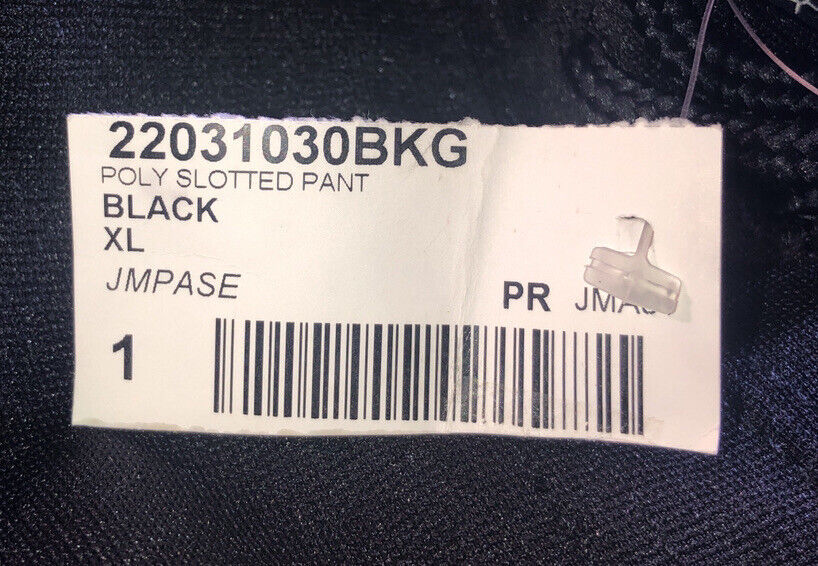 22031030BKG
POLY SLOTTED PANT
BLACK
XL
JMPASE
PR
1